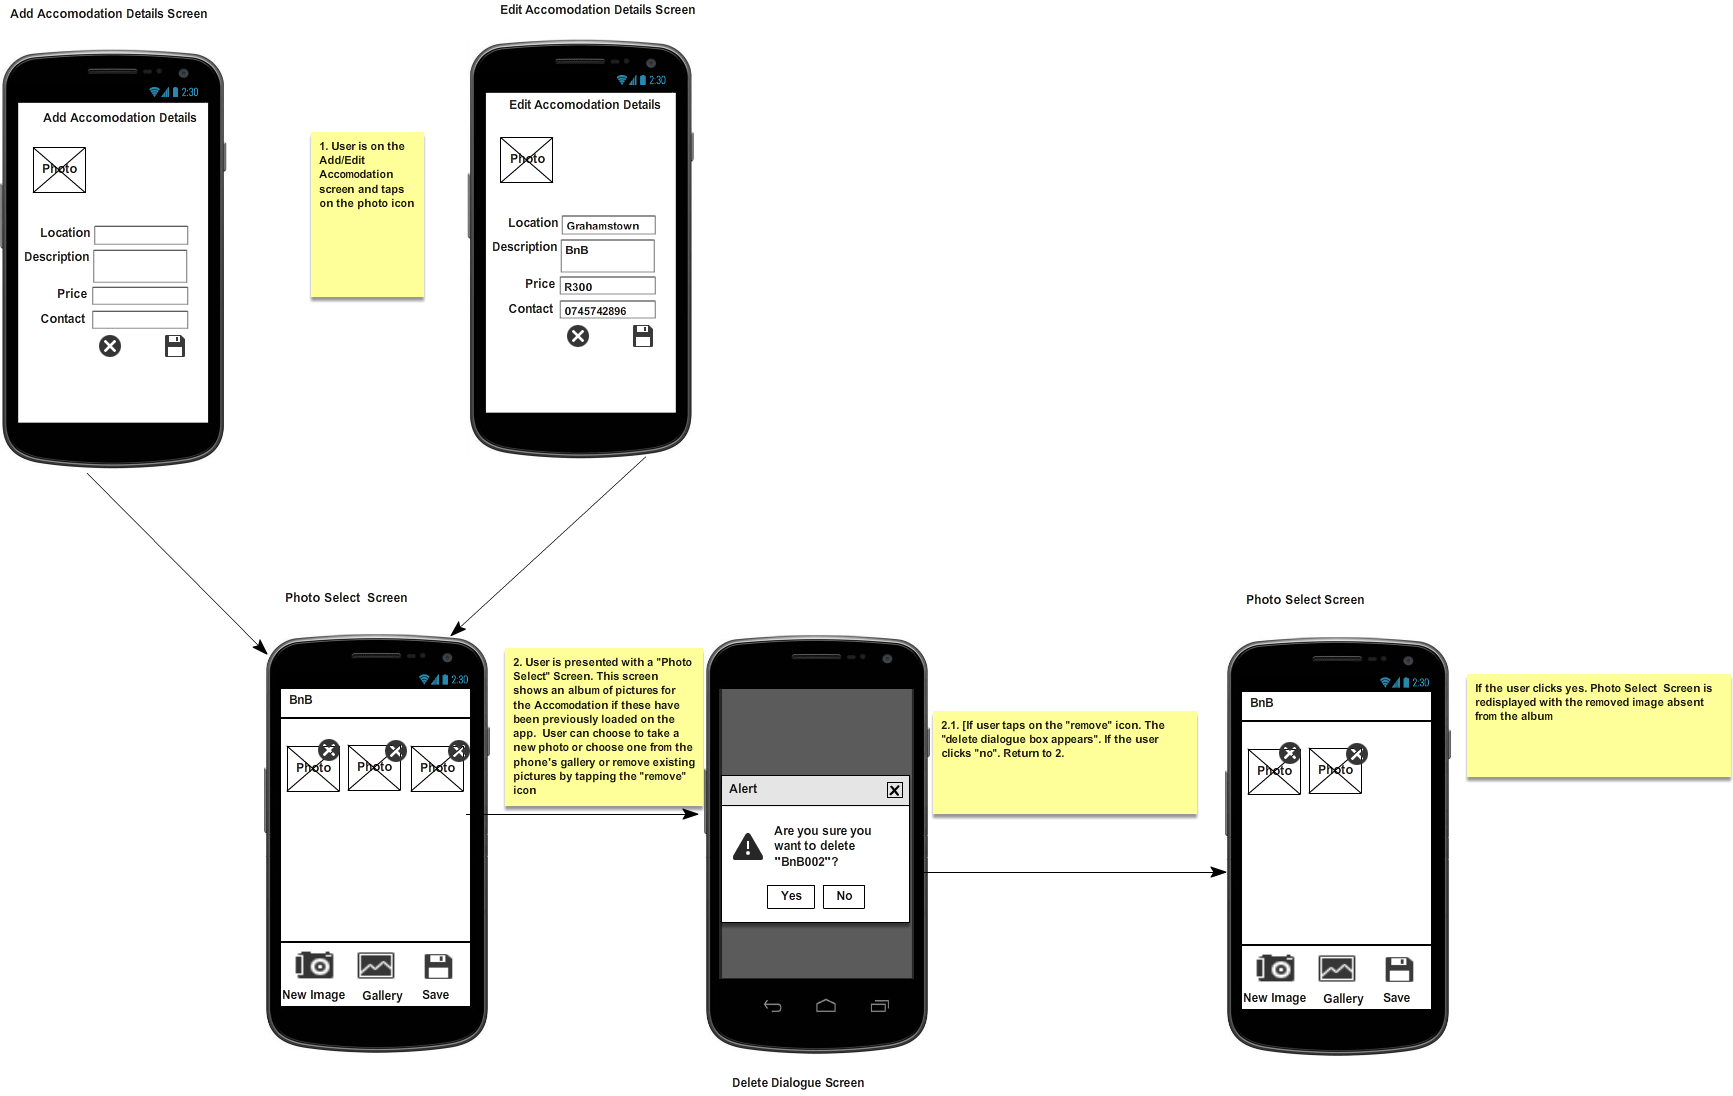 Add Accomodation Details Screen
2:30
Add Accomodation Details
Photo
Location
Description
Price
Contact
1. User is on the
Add/Edit
Accomodation
screen and taps
on the photo icon
Edit Accomodation Details Screen
2:30
Edit Accomodation Details
Photo
Location Grahamstown
Description BnB
Price R300
Contact 0745742896
Photo Select  Screen
2:30
BnB
Photo Photo Photo
New Image Gallery Save
2. User is presented with a "Photo
Select" Screen. This screen
shows an album of pictures for
the Accomodation if these have
been previously loaded on the
app.  User can choose to take a
new photo or choose one from the
phone's gallery or remove existing
pictures by tapping the "remove"
icon
Alert
Are you sure you
want to delete
"BnB002"?
Yes No
Delete Dialogue Screen
2.1. [If user taps on the "remove" icon. The
"delete dialogue box appears". If the user
clicks "no". Return to 2.
Photo Select Screen
2:30
BnB
Photo Photo
New Image Gallery Save
If the user clicks yes. Photo Select  Screen is
redisplayed with the removed image absent
from the album